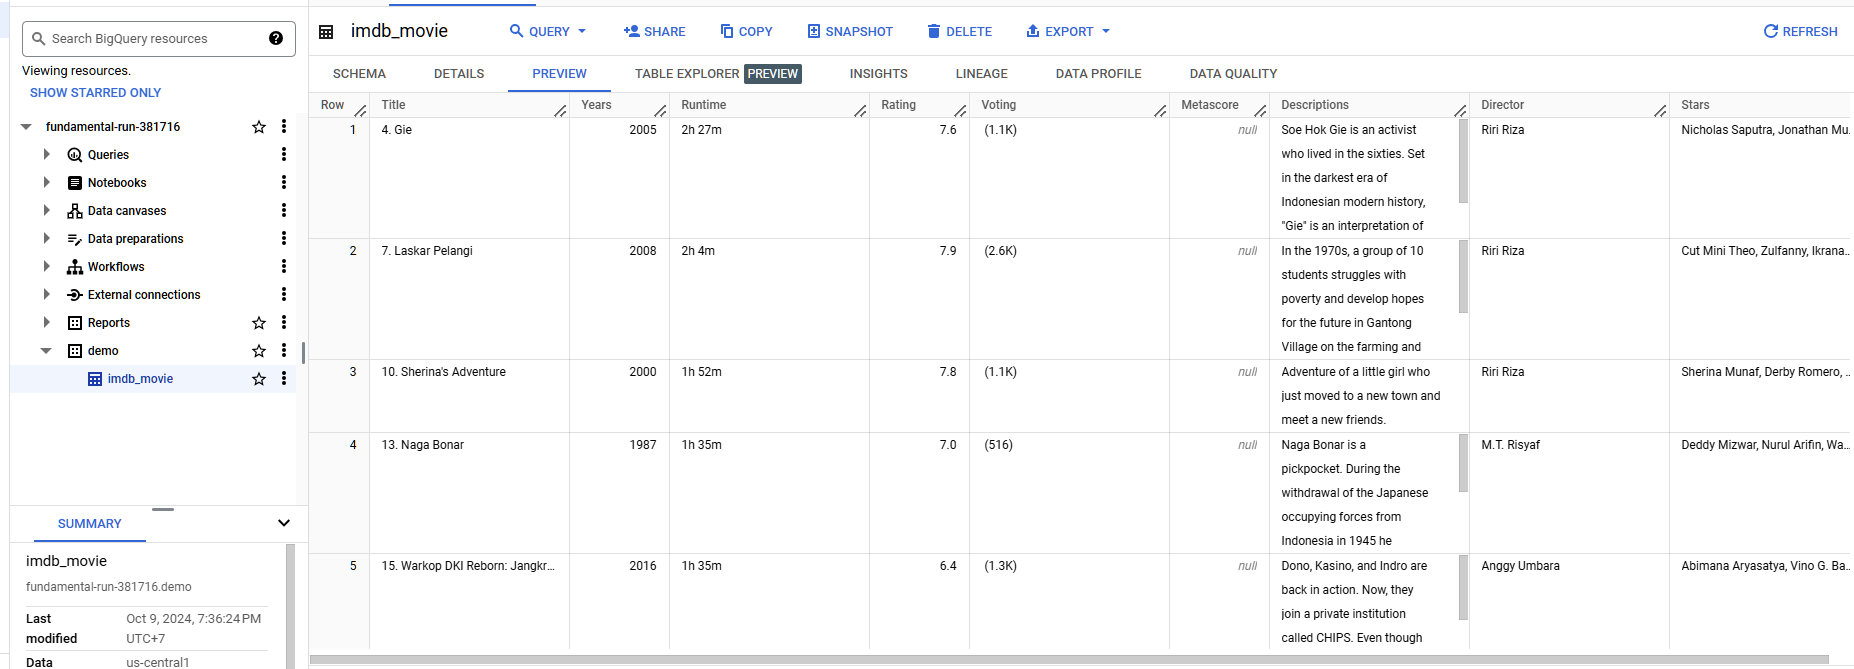 Search BigQuery resources
Viewing resources.
SHOW STARRED ONLY
fundamental-run-381716
Queries
Notebooks
Data canvases
Data preparations
Workflows
External connections
Reports
demo
imdb_movie
SUMMARY
imdb_movie
fundamental-run-381716.demo
Last modified Oct 9, 2024, 7:36:24 PM UTC+7
Data us-central1
imdb_movie
QUERY SHARE COPY SNAPSHOT DELETE EXPORT REFRESH
SCHEMA DETAILS PREVIEW TABLE EXPLORER PREVIEW INSIGHTS LINEAGE DATA PROFILE DATA QUALITY
Row Title Years Runtime Rating Voting Metascore Descriptions Director Stars
1 4. Gie 2005 2h 27m 7.6 (1.1K) null Soe Hok Gie is an activist Riri Riza Nicholas Saputra, Jonathan Mu...
who lived in the sixties. Set
in the darkest era of
Indonesian modern history,
"Gie" is an interpretation of
2 7. Laskar Pelangi 2008 2h 4m 7.9 (2.6K) null In the 1970s, a group of 10 Riri Riza Cut Mini Theo, Zulfanny, Ikrana...
students struggles with
poverty and develop hopes
for the future in Gantong
Village on the farming and
3 10. Sherina's Adventure 2000 1h 52m 7.8 (1.1K) null Adventure of a little girl who Riri Riza Sherina Munaf, Derby Romero, ...
just moved to a new town and
meet a new friends.
4 13. Naga Bonar 1987 1h 35m 7.0 (516) null Naga Bonar is a M.T. Risyaf Deddy Mizwar, Nurul Arifin, Wa...
pickpocket. During the
withdrawal of the Japanese
occupying forces from
Indonesia in 1945 he
5 15. Warkop DKI Reborn: Jangkr... 2016 1h 35m 6.4 (1.3K) null Dono, Kasino, and Indro are Anggy Umbara Abimana Aryasatya, Vino G. Ba...
back in action. Now, they
join a private institution
called CHIPS. Even though